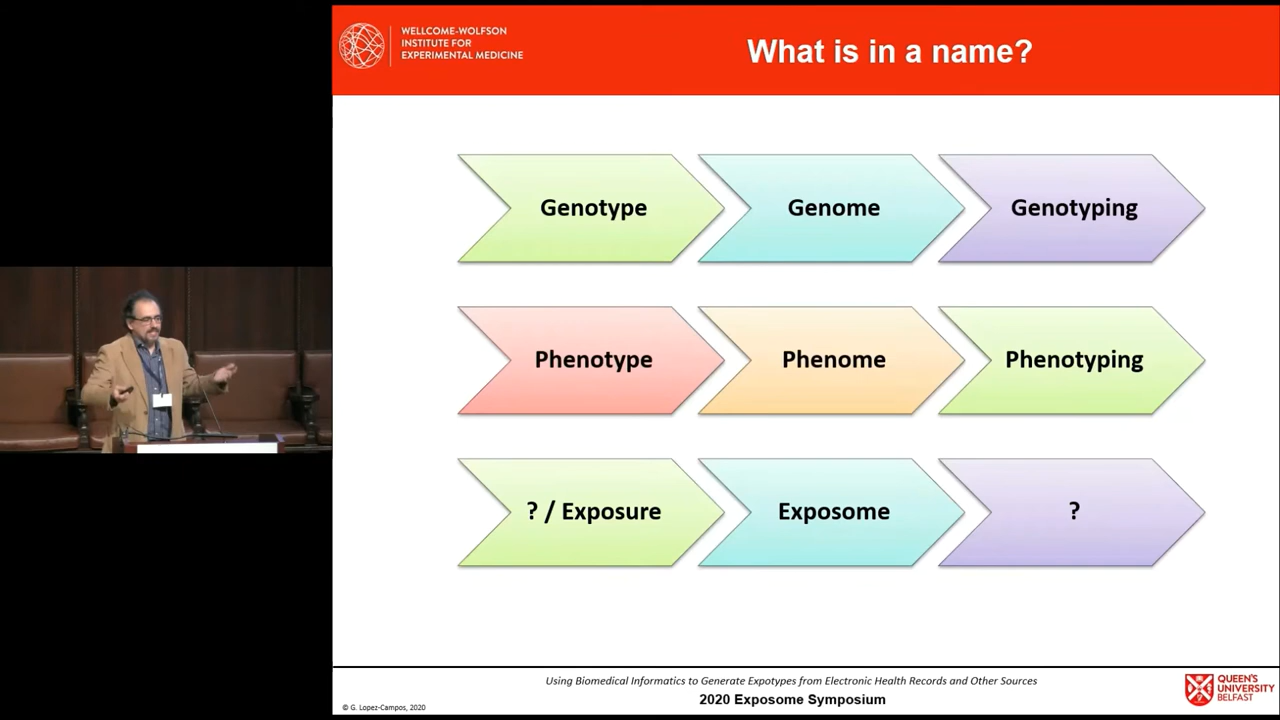 WELLCOME-WOLFSON
INSTITUTE FOR
EXPERIMENTAL MEDICINE
What is in a name?
Genotype
Genome
Genotyping
Phenotype
Phenome
Phenotyping
? / Exposure
Exposome
?
Using Biomedical Informatics to Generate Expotypes from Electronic Health Records and Other Sources
2020 Exposome Symposium
© G. Lopez-Campos, 2020
QUEEN'S
UNIVERSITY
BELFAST